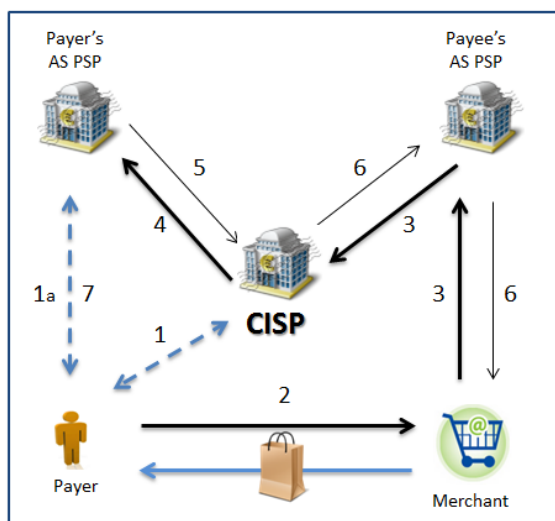 Payer's
AS PSP
Payee's
AS PSP
5
6
4
3
1a
7
1
CISP
3
6
2
@
Payer
Merchant